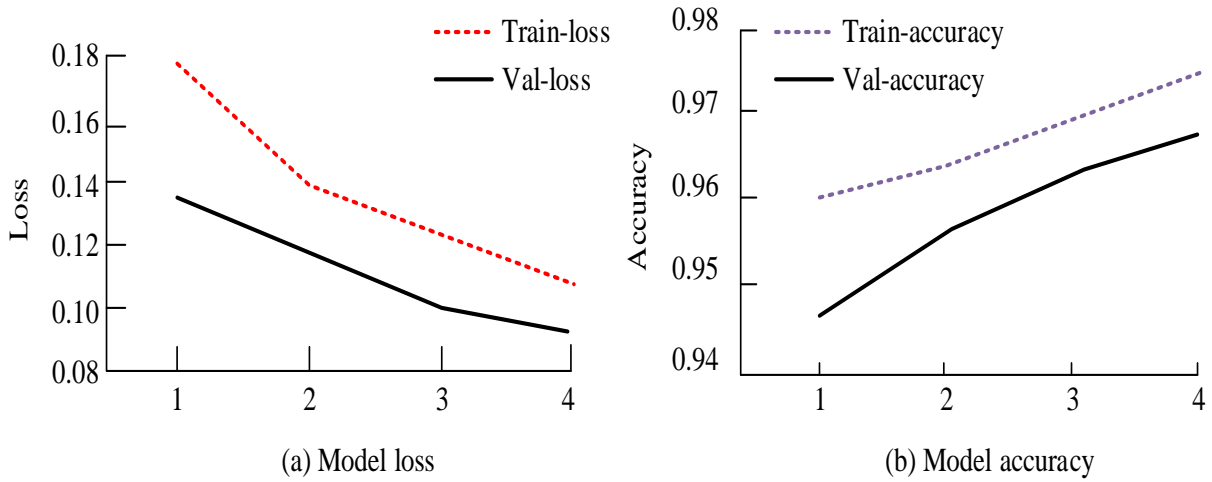 Train-loss
Val-loss
0.18
0.16
0.14
0.12
0.10
0.08
Loss
1 2 3 4
(a) Model loss
Train-accuracy
Val-accuracy
0.98
0.97
0.96
0.95
0.94
Accuracy
1 2 3 4
(b) Model accuracy